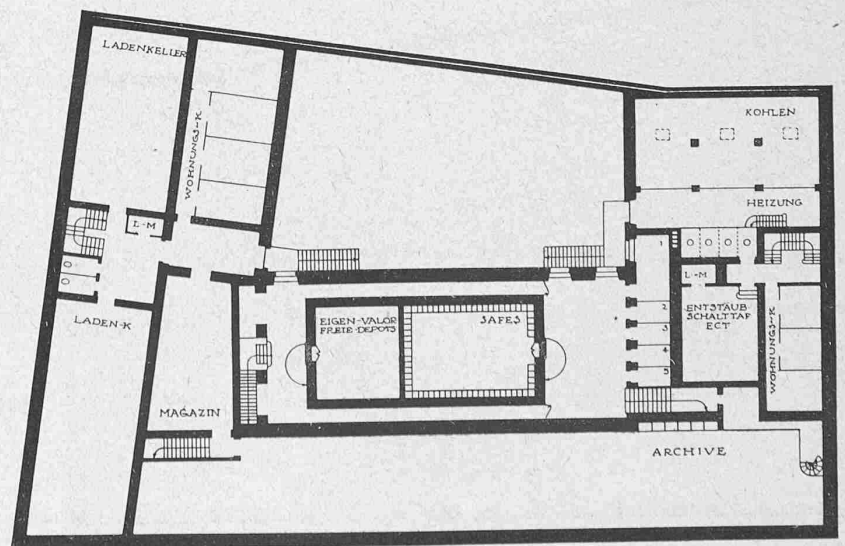 LADENKELLER
WOHNUNGS-K
KOHLEN
HEIZUNG
L-M
1
L-M
LADEN-K
EIGEN-VALOR
FREIE-DEPOTS
SAFES
2
ENTSTÄUB
SCHALTTAF
ECT
3
4
5
WOHNUNGS-K
MAGAZIN
ARCHIVE